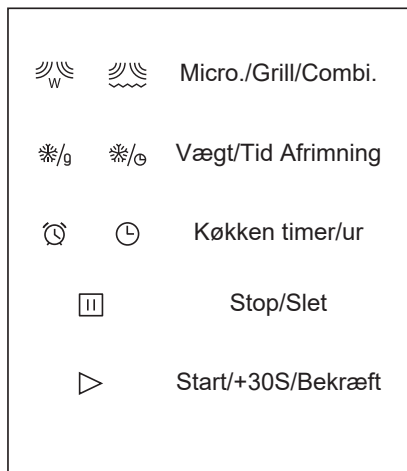 W Micro./Grill/Combi.
/g / Vægt/Tid Afrimning
Køkken timer/ur
Stop/Slet
Start/+30S/Bekræft